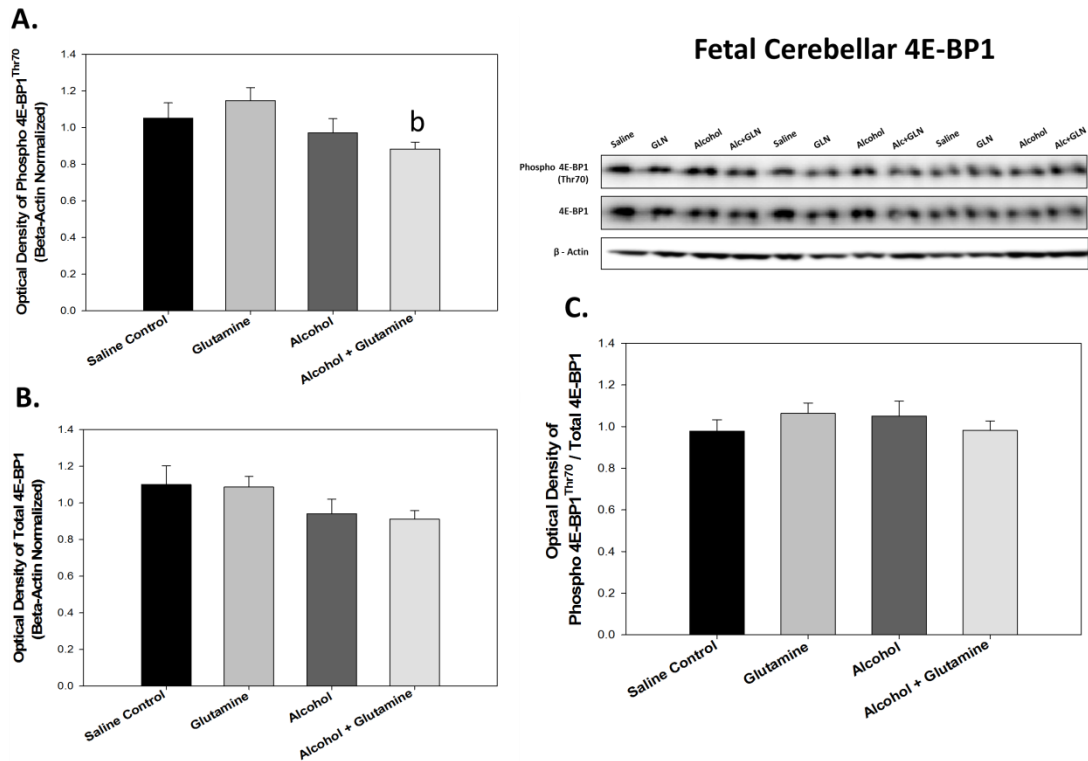 A.
Optical Density of Phospho 4E-BP1^Thr70
(Beta-Actin Normalized)
1.4
1.2
1.0
0.8
0.6
0.4
0.2
0.0
b
Saline Control
Glutamine
Alcohol
Alcohol + Glutamine
Fetal Cerebellar 4E-BP1
Saline GLN Alcohol Alc+GLN Saline GLN Alcohol Alc+GLN Saline GLN Alcohol Alc+GLN
Phospho 4E-BP1
(Thr70)
4E-BP1
β - Actin
B.
Optical Density of Total 4E-BP1
(Beta-Actin Normalized)
1.4
1.2
1.0
0.8
0.6
0.4
0.2
0.0
Saline Control
Glutamine
Alcohol
Alcohol + Glutamine
C.
Optical Density of
Phospho 4E-BP1^Thr70 / Total 4E-BP1
1.4
1.2
1.0
0.8
0.6
0.4
0.2
0.0
Saline Control
Glutamine
Alcohol
Alcohol + Glutamine